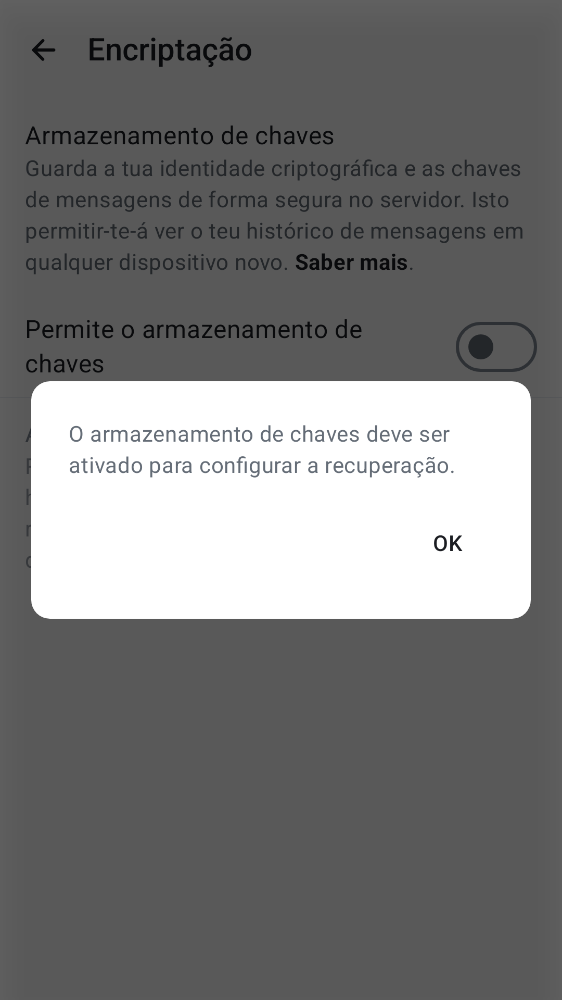 Encriptação
Armazenamento de chaves
Guarda a tua identidade criptográfica e as chaves
de mensagens de forma segura no servidor. Isto
permitir-te-á ver o teu histórico de mensagens em
qualquer dispositivo novo. Saber mais.
Permite o armazenamento de
chaves
O armazenamento de chaves deve ser
ativado para configurar a recuperação.
OK